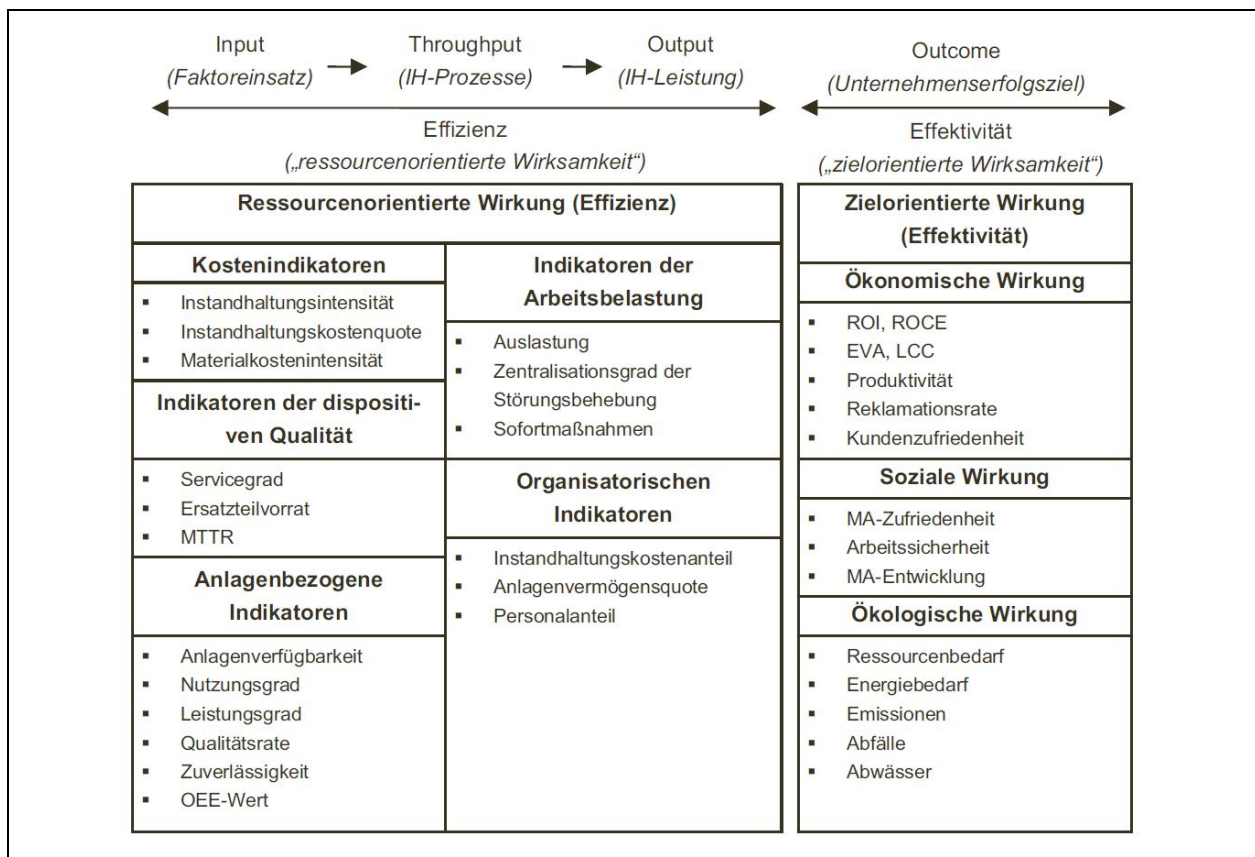 Input
(Faktoreinsatz)
Throughput
(IH-Prozesse)
Output
(IH-Leistung)
Outcome
(Unternehmenserfolgsziel)
Effizienz
(„ressourcenorientierte Wirksamkeit“)
Effektivität
(„zielorientierte Wirksamkeit“)
Ressourcenorientierte Wirkung (Effizienz)
Kostenindikatoren
▪ Instandhaltungsintensität
▪ Instandhaltungskostenquote
▪ Materialkostenintensität
Indikatoren der dispositi-
ven Qualität
▪ Servicegrad
▪ Ersatzteilvorrat
▪ MTTR
Anlagenbezogene
Indikatoren
▪ Anlagenverfügbarkeit
▪ Nutzungsgrad
▪ Leistungsgrad
▪ Qualitätsrate
▪ Zuverlässigkeit
▪ OEE-Wert
Indikatoren der
Arbeitsbelastung
▪ Auslastung
▪ Zentralisationsgrad der
Störungsbehebung
▪ Sofortmaßnahmen
Organisatorischen
Indikatoren
▪ Instandhaltungskostenanteil
▪ Anlagenvermögensquote
▪ Personalanteil
Zielorientierte Wirkung
(Effektivität)
Ökonomische Wirkung
▪ ROI, ROCE
▪ EVA, LCC
▪ Produktivität
▪ Reklamationsrate
▪ Kundenzufriedenheit
Soziale Wirkung
▪ MA-Zufriedenheit
▪ Arbeitssicherheit
▪ MA-Entwicklung
Ökologische Wirkung
▪ Ressourcenbedarf
▪ Energiebedarf
▪ Emissionen
▪ Abfälle
▪ Abwässer